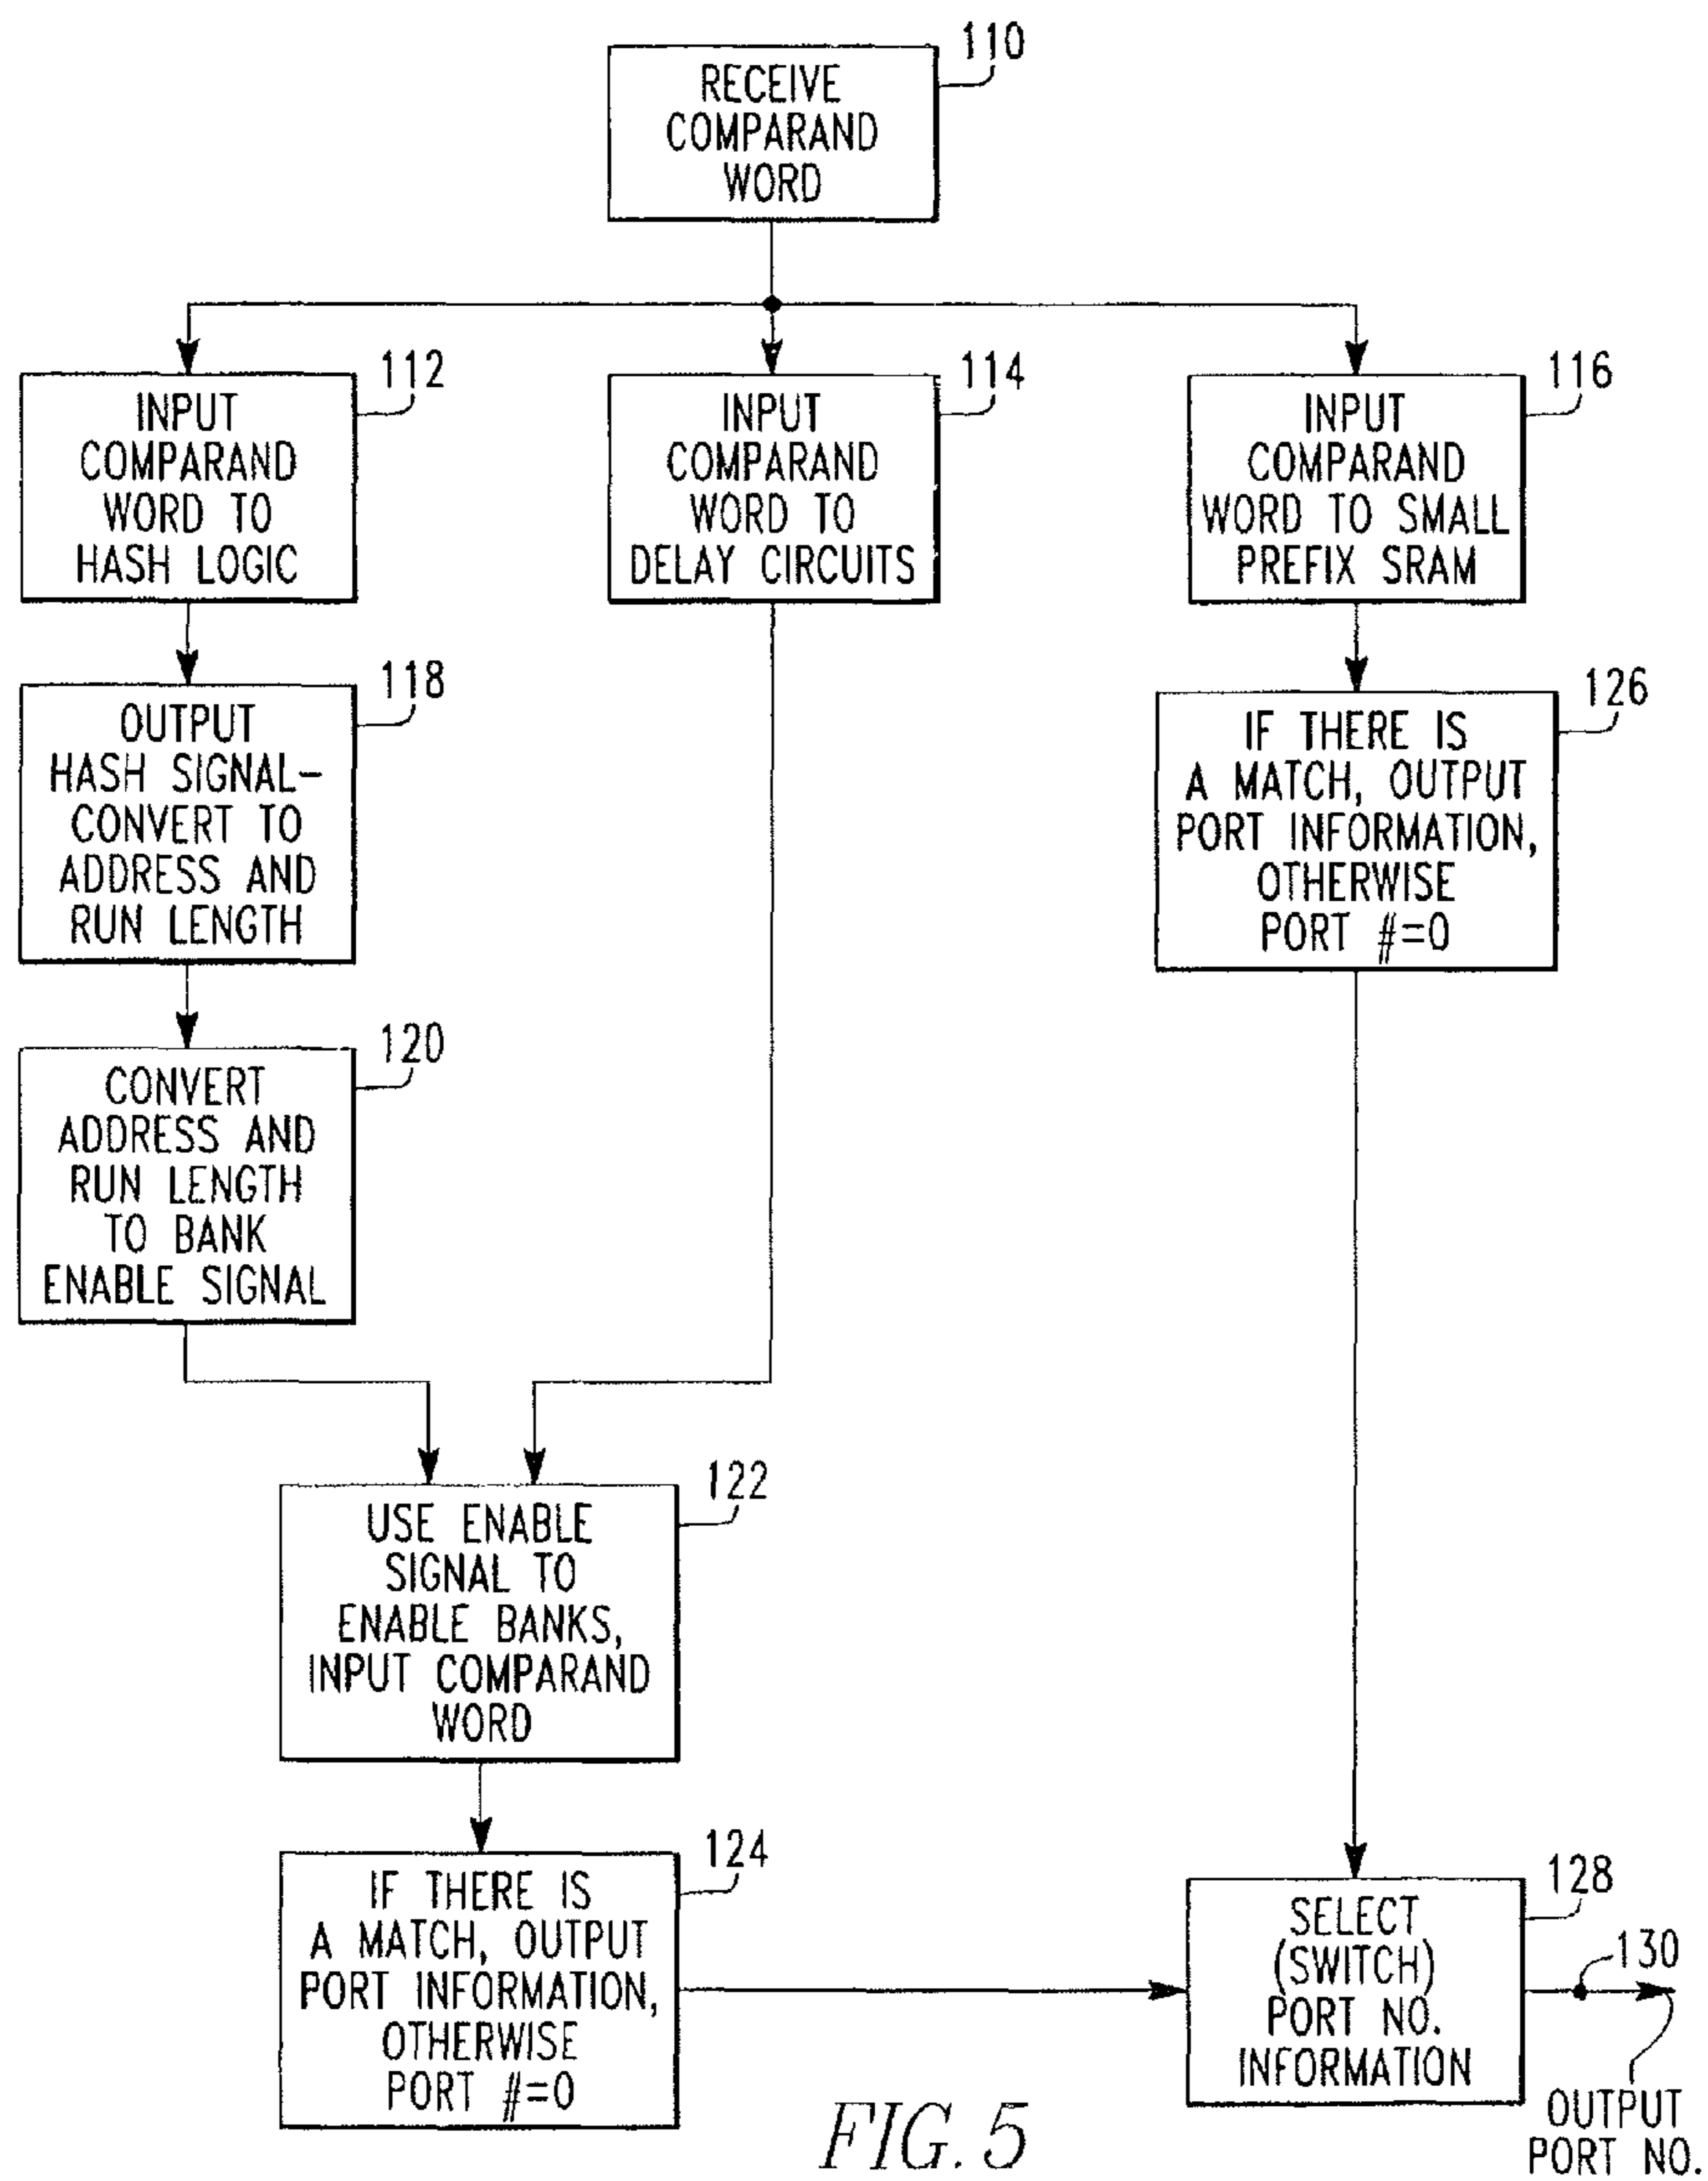 110
RECEIVE
COMPARAND
WORD
112
INPUT
COMPARAND
WORD TO
HASH LOGIC
114
INPUT
COMPARAND
WORD TO
DELAY CIRCUITS
116
INPUT
COMPARAND
WORD TO SMALL
PREFIX SRAM
118
OUTPUT
HASH SIGNAL-
CONVERT TO
ADDRESS AND
RUN LENGTH
126
IF THERE IS
A MATCH, OUTPUT
PORT INFORMATION,
OTHERWISE
PORT #=0
120
CONVERT
ADDRESS AND
RUN LENGTH
TO BANK
ENABLE SIGNAL
122
USE ENABLE
SIGNAL TO
ENABLE BANKS,
INPUT COMPARAND
WORD
124
IF THERE IS
A MATCH, OUTPUT
PORT INFORMATION,
OTHERWISE
PORT #=0
128
SELECT
(SWITCH)
PORT NO.
INFORMATION
130
OUTPUT
PORT NO.
FIG. 5